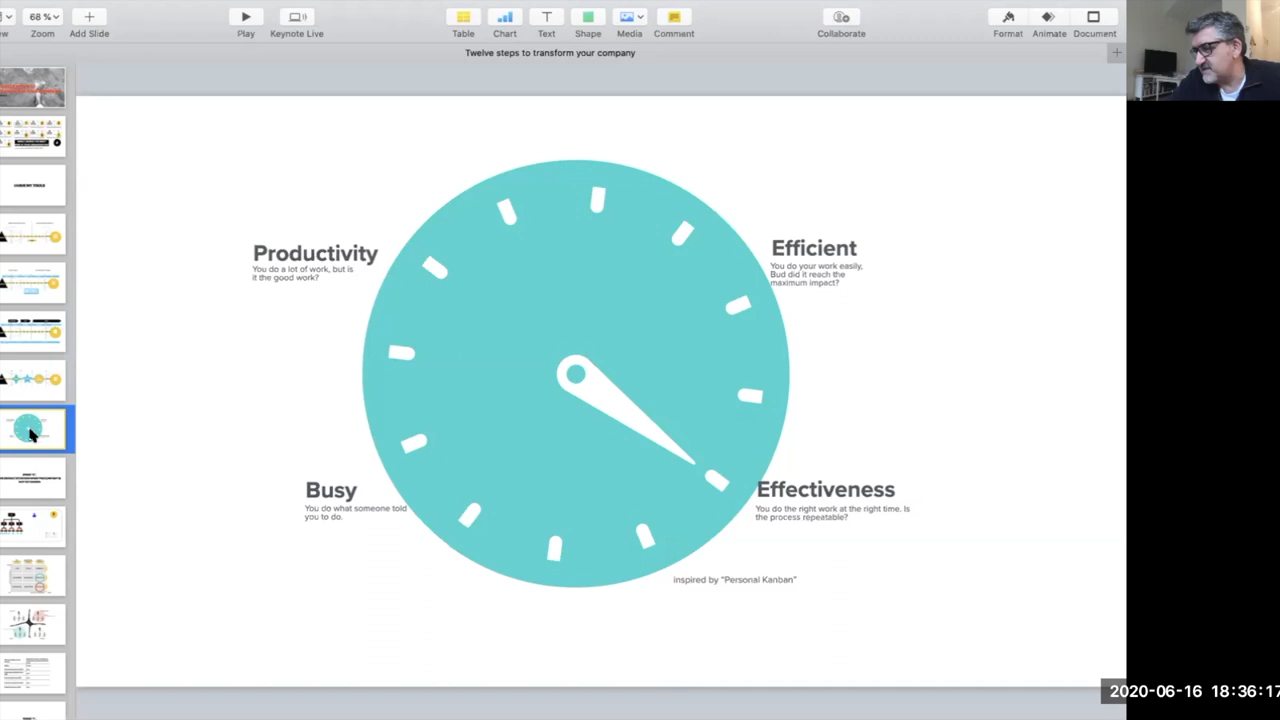 68 %
Zoom
Add Slide
Play
Keynote Live
Table
Chart
Text
Shape
Media
Comment
Collaborate
Format
Animate
Document
Twelve steps to transform your company
Productivity
You do a lot of work, but is
it the good work?
Efficient
You do your work easily,
Bud did it reach the
maximum impact?
Busy
You do what someone told
you to do.
Effectiveness
You do the right work at the right time. Is
the process repeatable?
inspired by "Personal Kanban"
2020-06-16 18:36:17